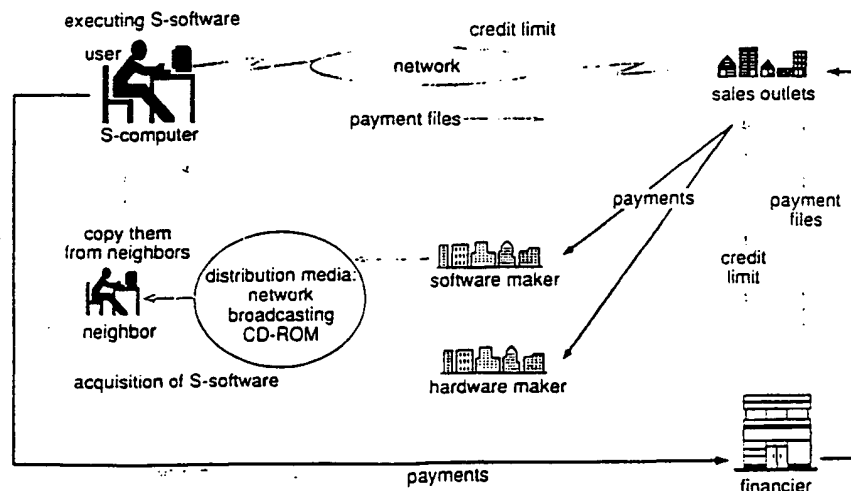 executing S-software
user
credit limit
network
sales outlets
S-computer
payment files
payments
payment
files
copy them
from neighbors
distribution media:
network
broadcasting
CD-ROM
software maker
credit
limit
neighbor
acquisition of S-software
hardware maker
payments
financier